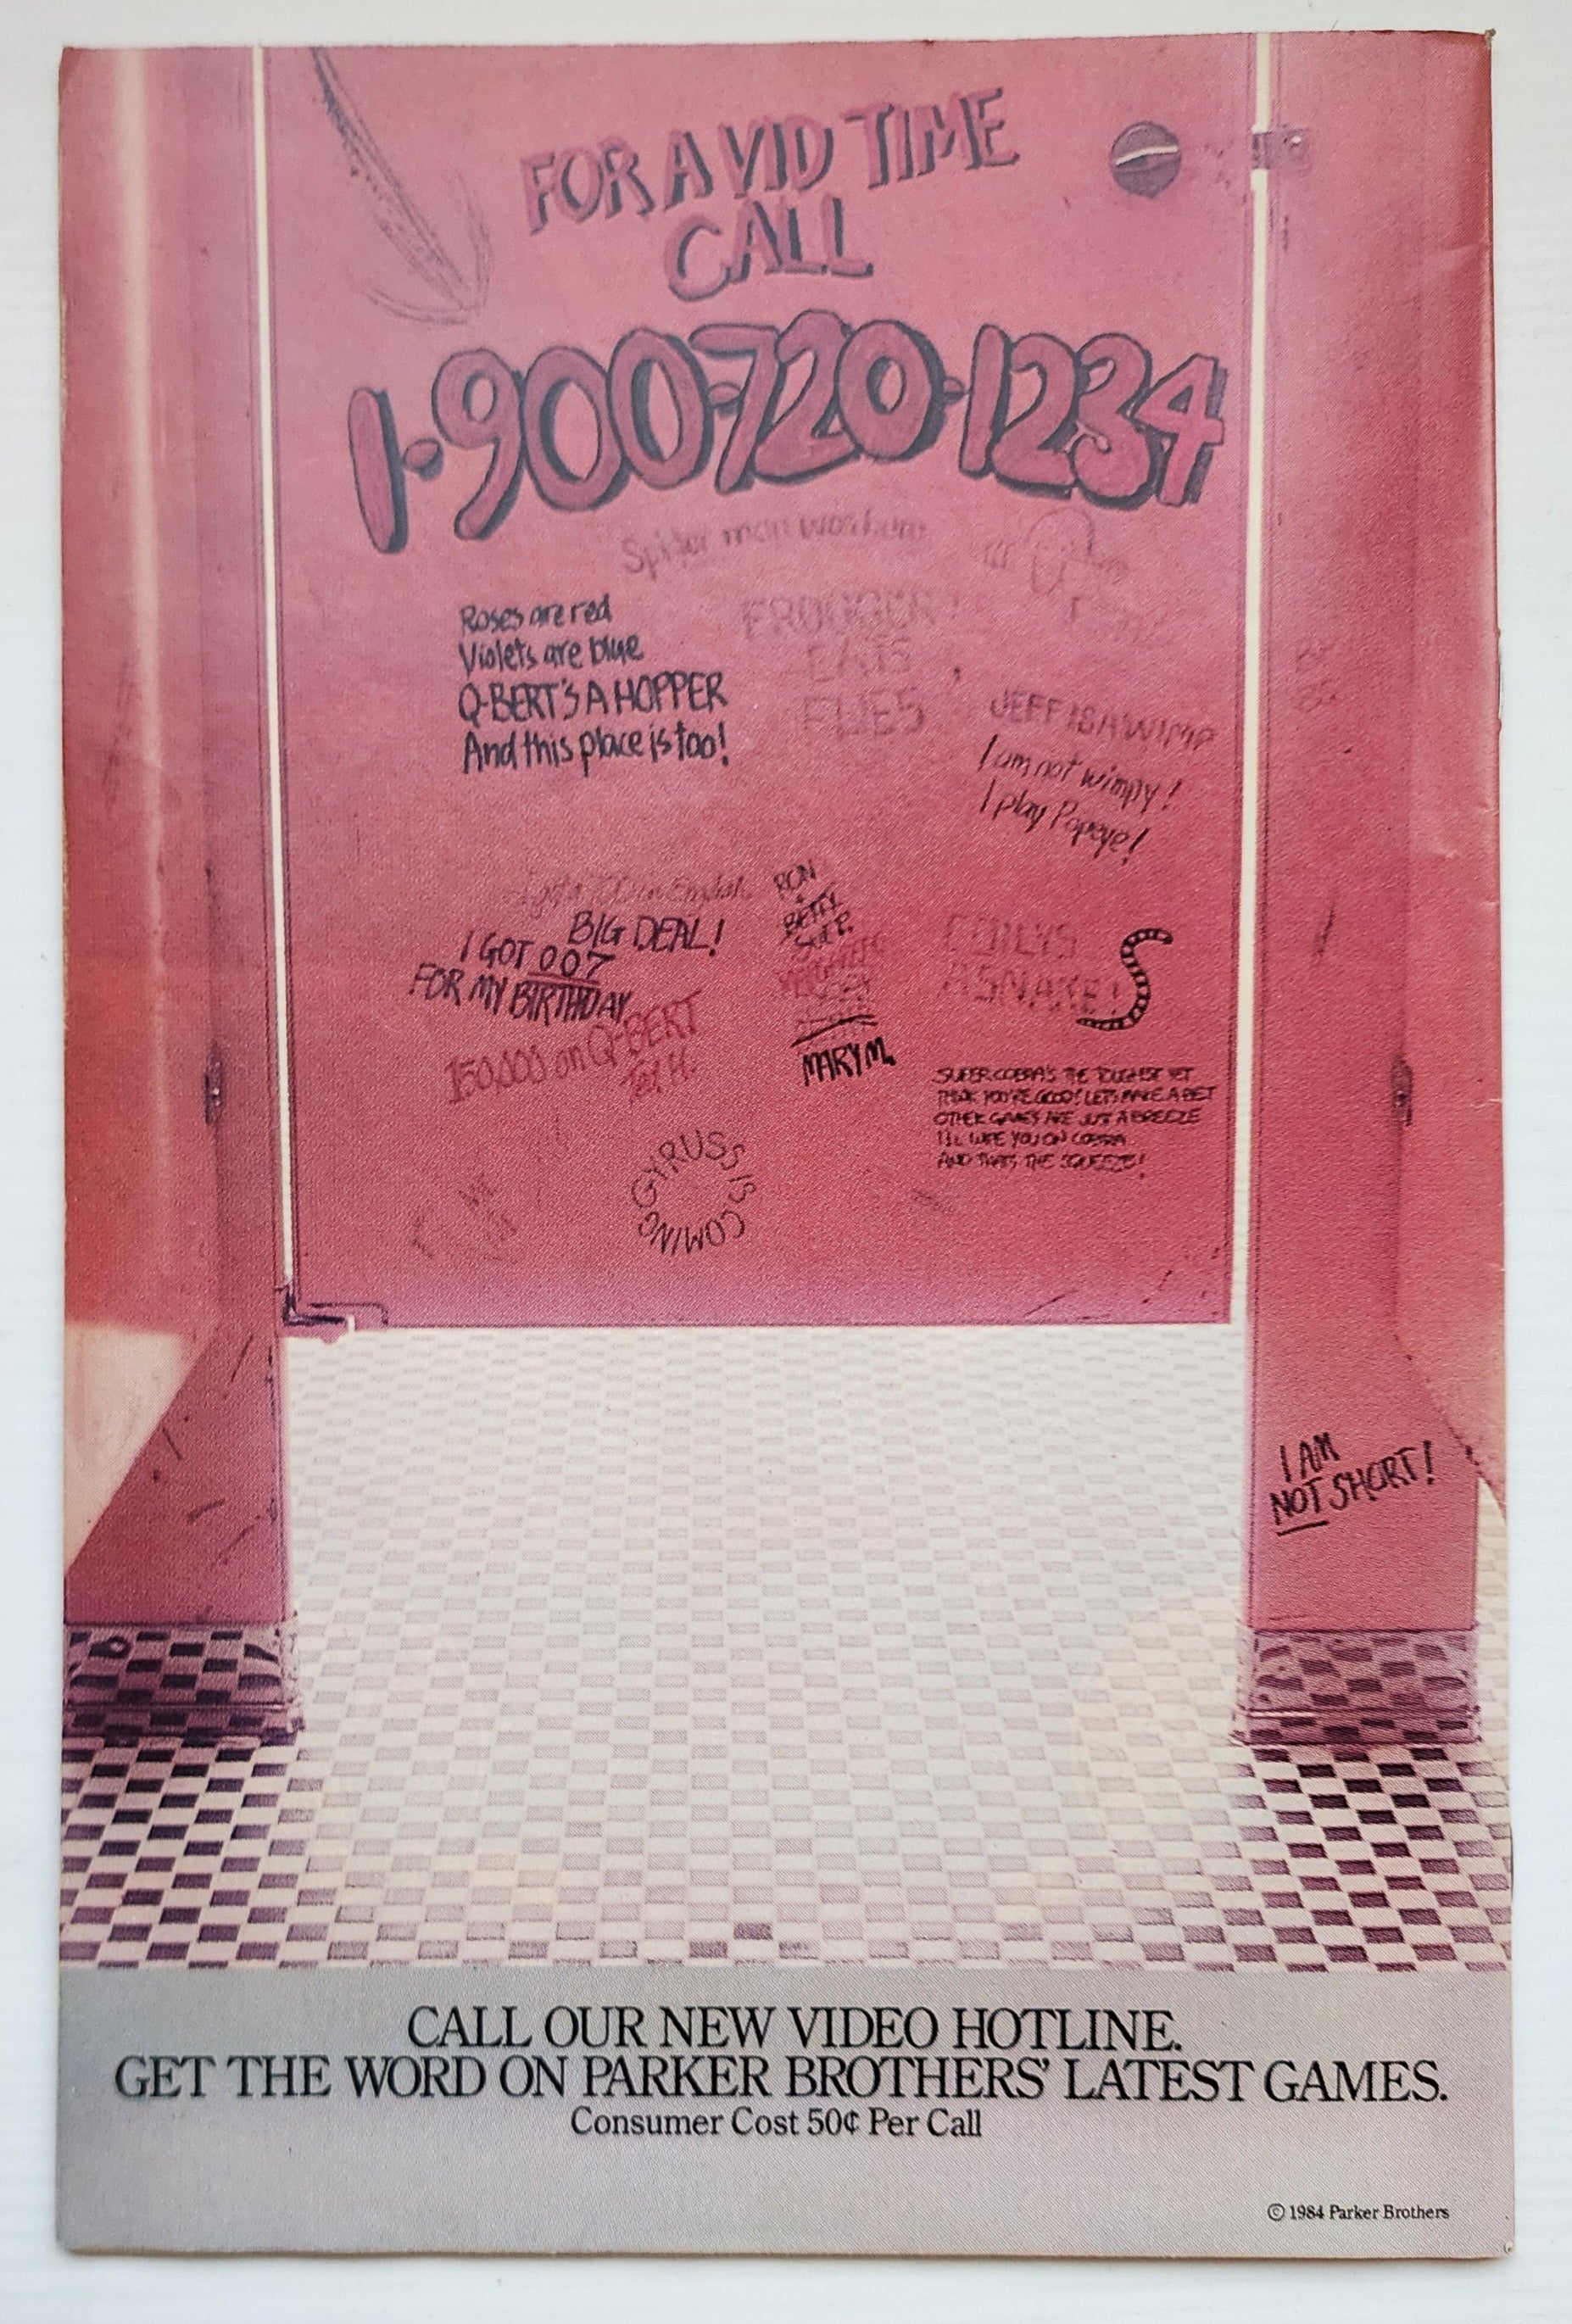 FOR A VID TIME
CALL
1-900-720-1234
Spider man
Roses are red
Violets are blue
Q-BERT'S A HOPPER
And this place is too!
FROGGER
EATS
FLIES
JEFF IS A WIMP
I am not wimpy!
I play Popeye!
BIG DEAL!
I GOT 007
FOR MY BIRTHDAY
150,000 on Q-BERT
RON
+
BETTY
SUE P.
MARY M.
COILYS
A SNAKE!
SUPER COBRA'S THE TOUGHEST YET
THINK YOU'RE GOOD? LETS MAKE A BET
OTHER GAMES ARE JUST A BREEZE
I'LL WIPE YOU ON COBRA
AND THATS THE SQUEEZE!
GYRUSS IS COMING
I AM
NOT SHORT!
CALL OUR NEW VIDEO HOTLINE.
GET THE WORD ON PARKER BROTHERS' LATEST GAMES.
Consumer Cost 50¢ Per Call
© 1984 Parker Brothers